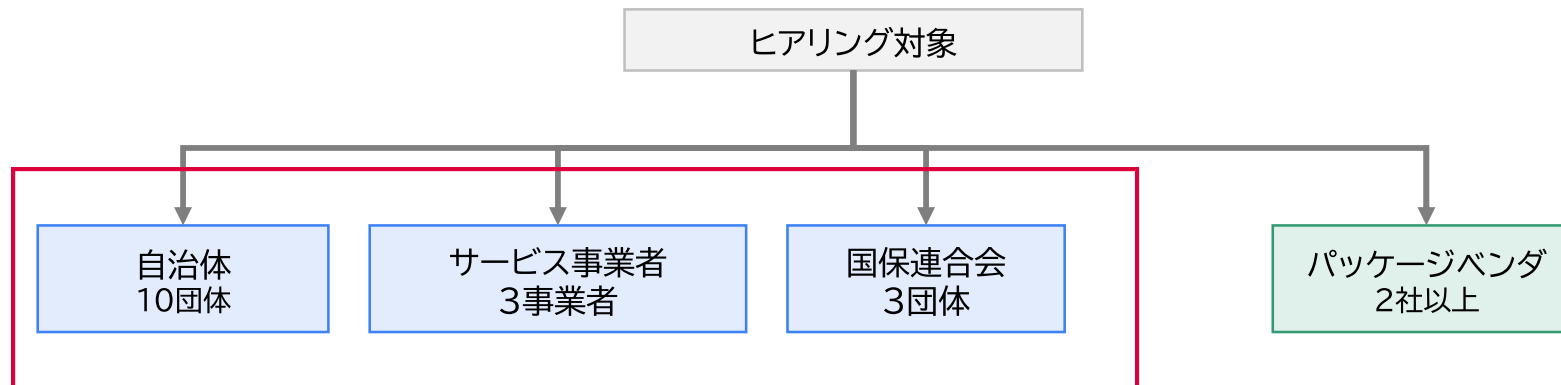 ヒアリング対象
自治体
10団体
サービス事業者
3事業者
国保連合会
3団体
パッケージベンダ
2社以上